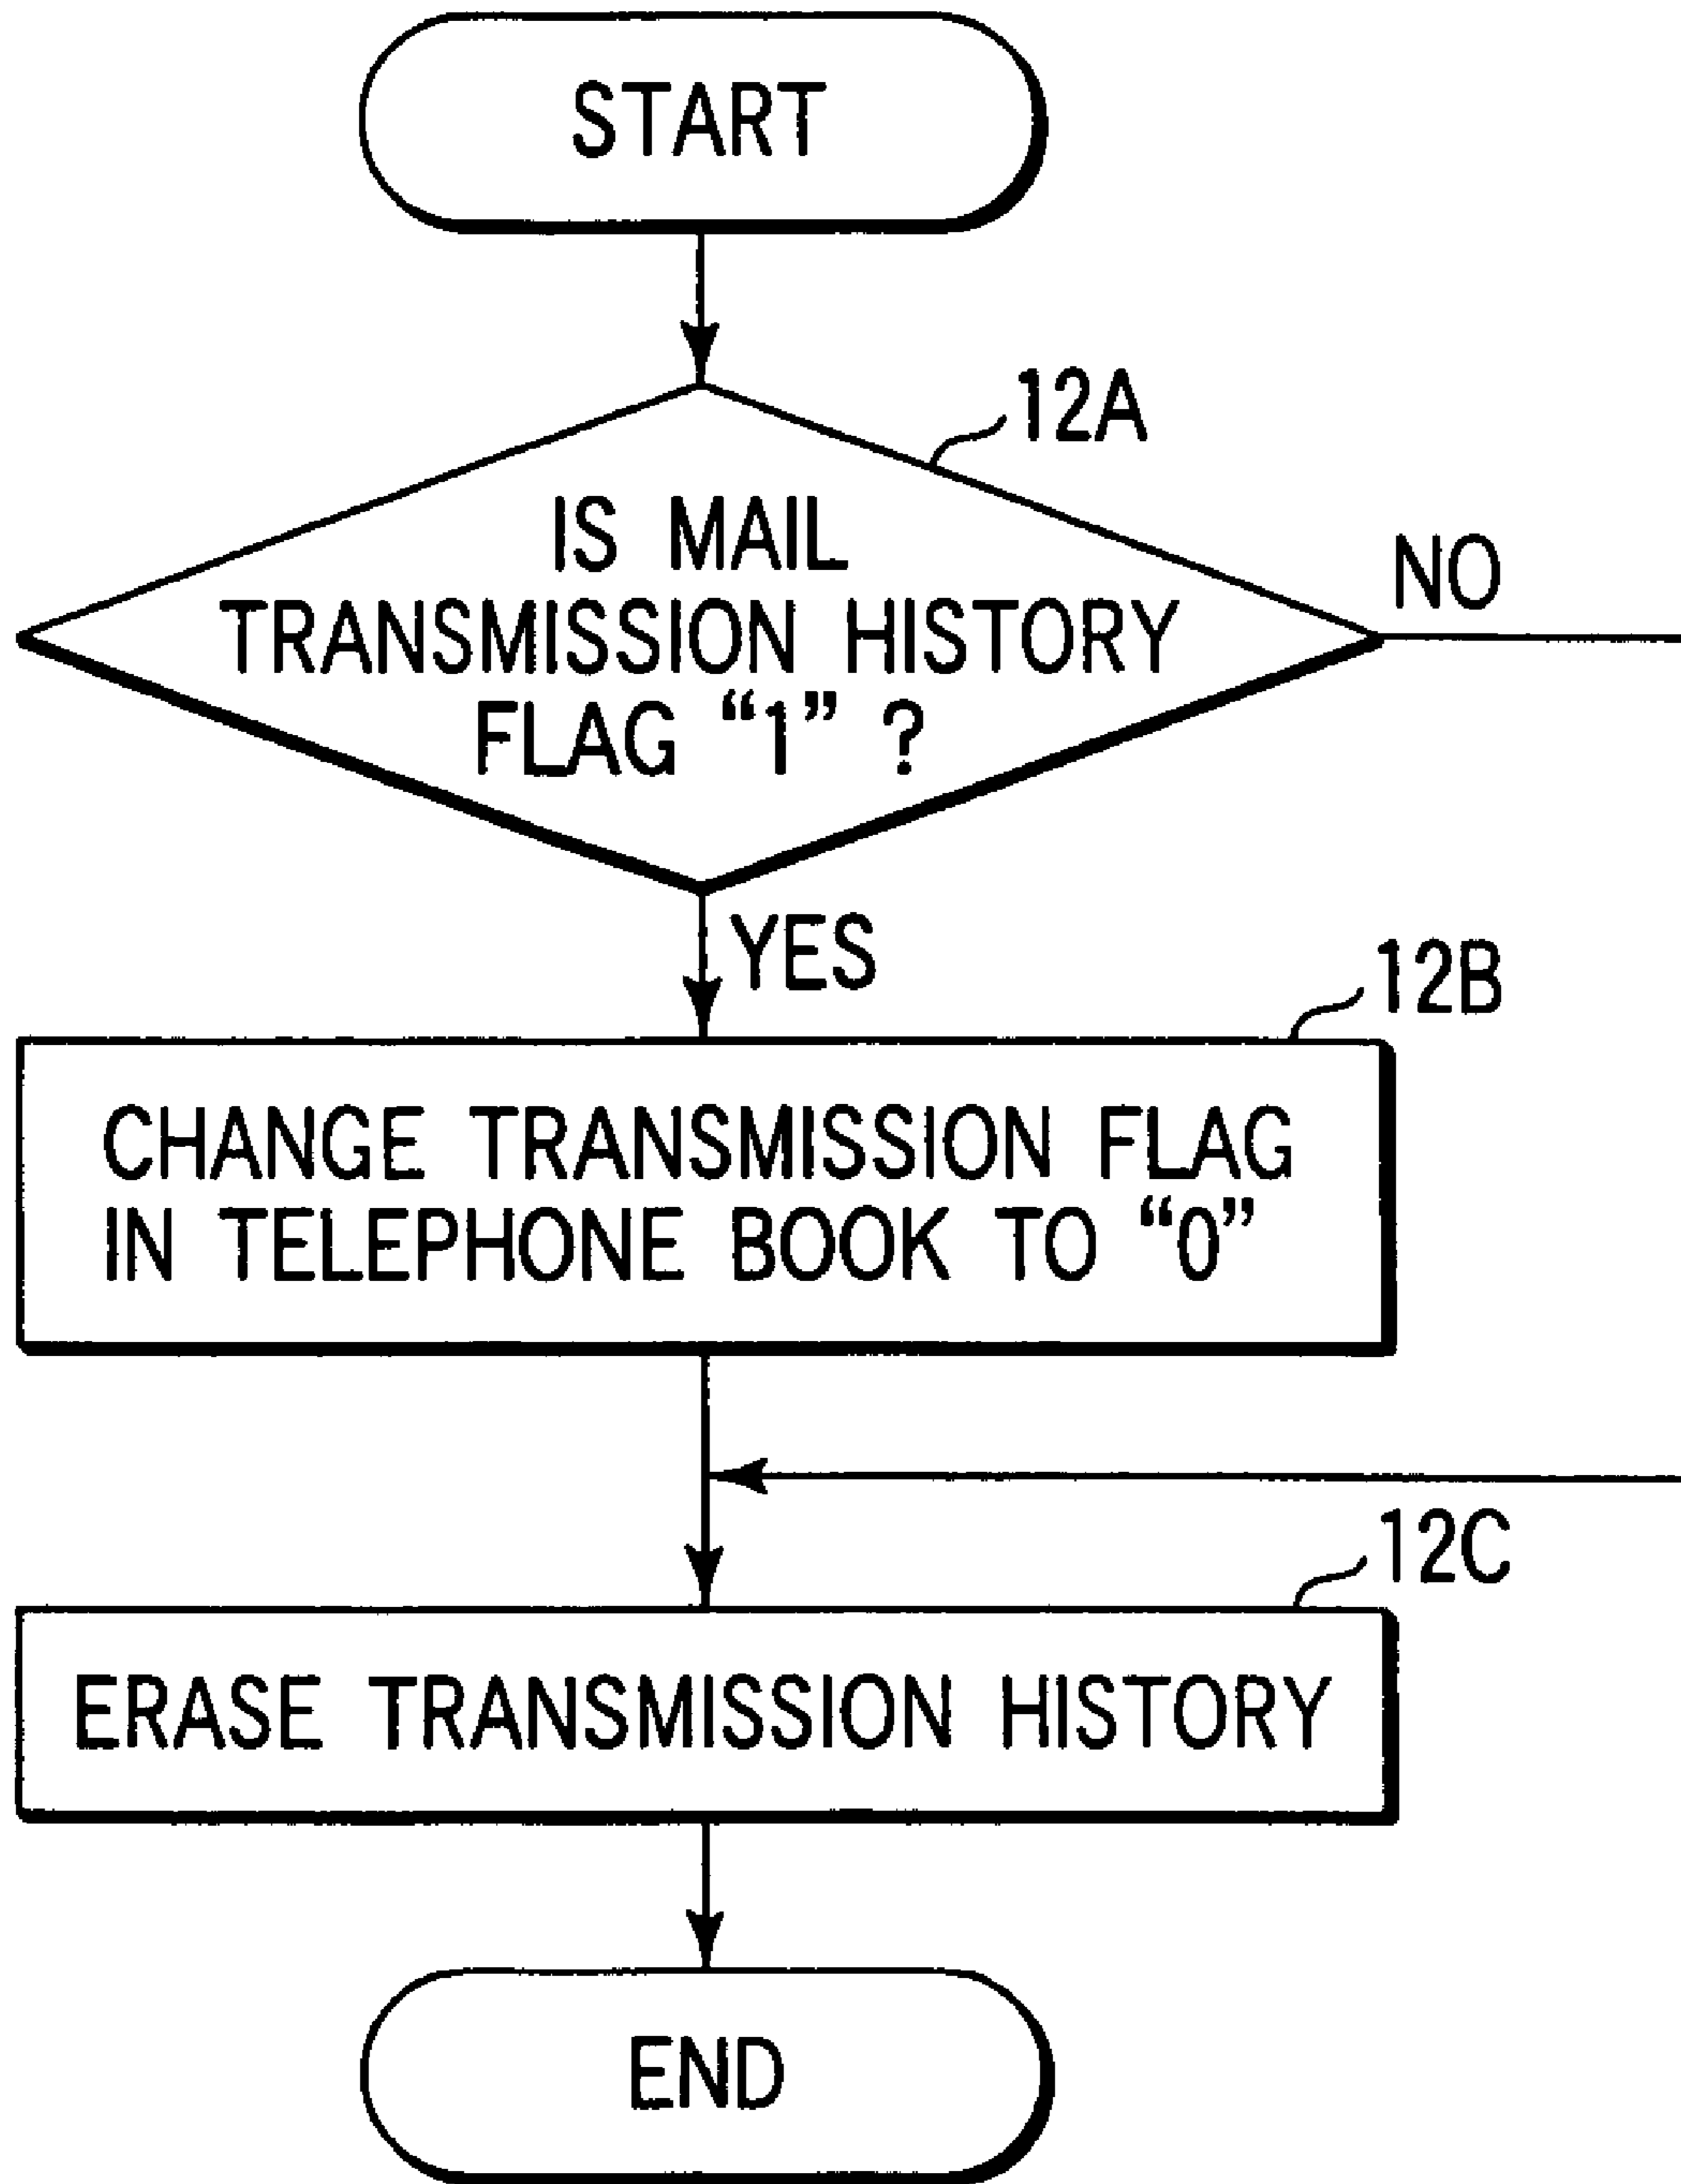 START
12A
IS MAIL
TRANSMISSION HISTORY
FLAG “1” ?
NO
YES
12B
CHANGE TRANSMISSION FLAG
IN TELEPHONE BOOK TO “0”
12C
ERASE TRANSMISSION HISTORY
END